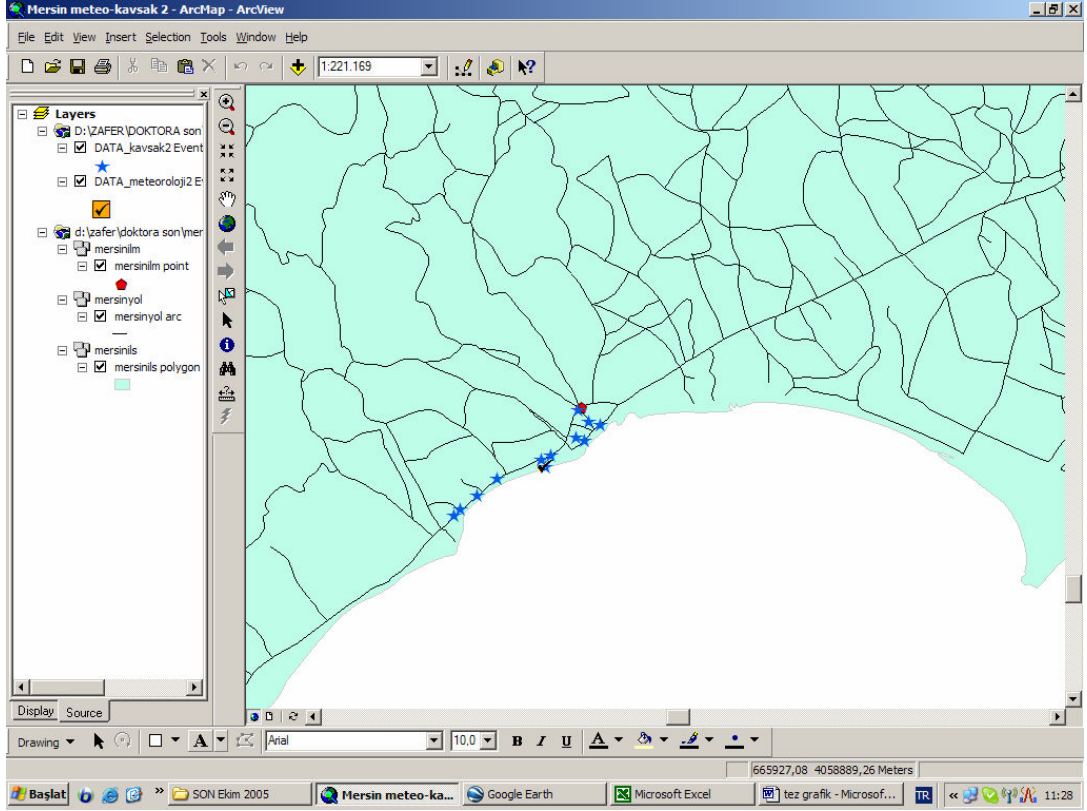 Mersin meteo-kavsak 2 - ArcMap - ArcView
File Edit View Insert Selection Tools Window Help
1:221.169
Layers
D:\ZAFER\DOKTORA son
DATA_kavsak2 Event
DATA_meteoroloji2 E
d:\zafer\doktora son\mer
mersinilm
mersinilm point
mersinyol
mersinyol arc
mersinils
mersinils polygon
Display Source
Drawing A Arial 10,0 B I U A
665927,08 4058889,26 Meters
Başlat » SON Ekim 2005 Mersin meteo-ka... Google Earth Microsoft Excel tez grafik - Microsof... TR « 11:28